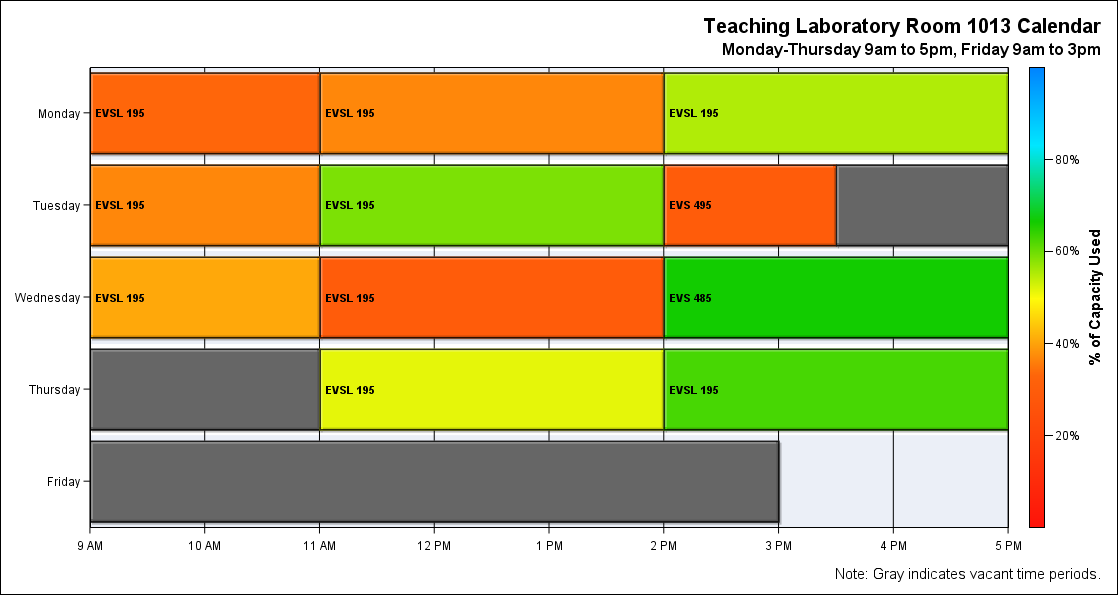 Teaching Laboratory Room 1013 Calendar
Monday-Thursday 9am to 5pm, Friday 9am to 3pm
Monday
EVSL 195
EVSL 195
EVSL 195
Tuesday
EVSL 195
EVSL 195
EVS 495
Wednesday
EVSL 195
EVSL 195
EVS 485
Thursday
EVSL 195
EVSL 195
Friday
9 AM
10 AM
11 AM
12 PM
1 PM
2 PM
3 PM
4 PM
5 PM
80%
60%
40%
20%
% of Capacity Used
Note: Gray indicates vacant time periods.